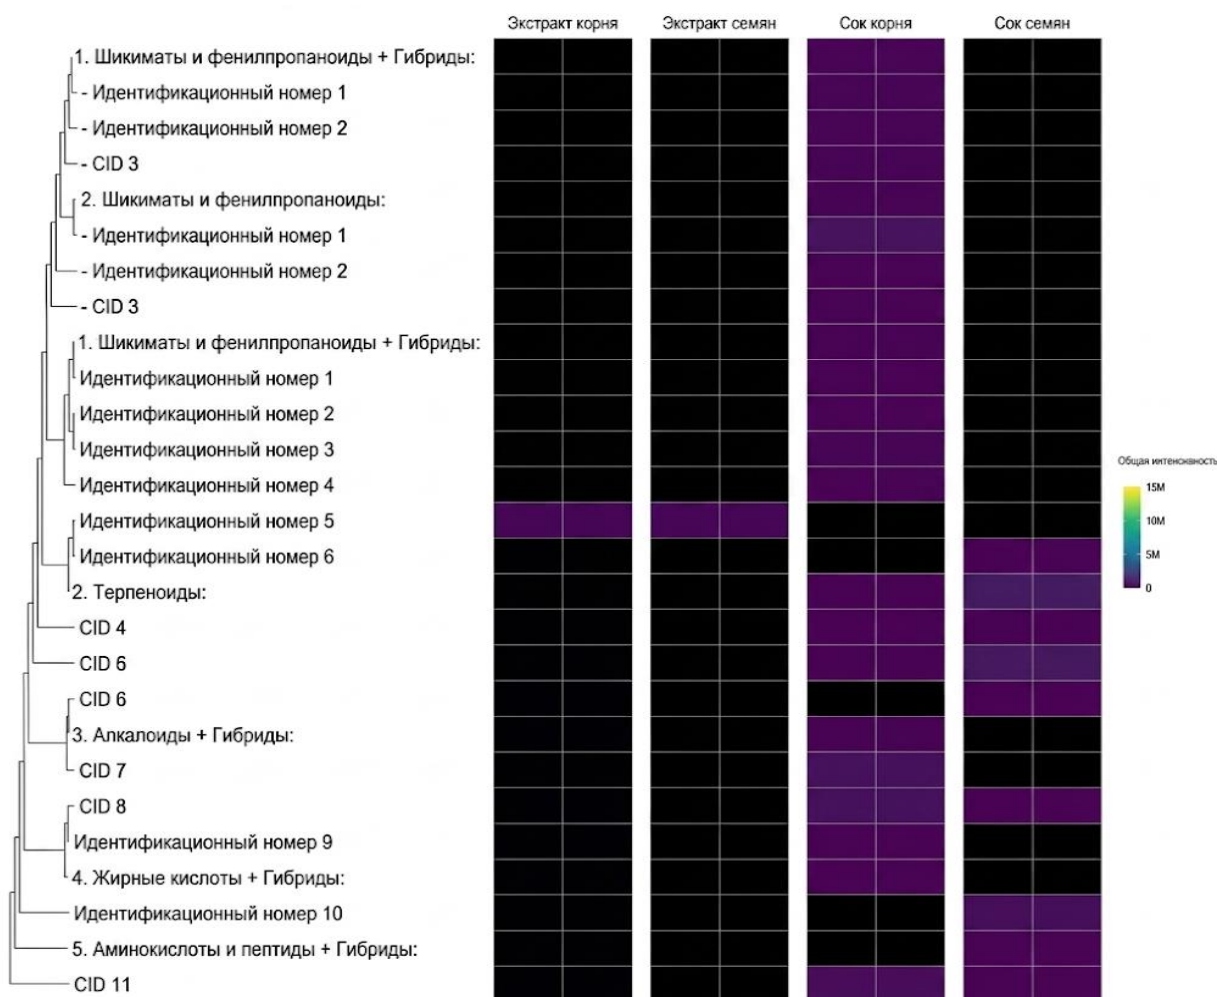 Экстракт корня Экстракт семян Сок корня Сок семян
1. Шикиматы и фенилпропаноиды + Гибриды:
- Идентификационный номер 1
- Идентификационный номер 2
- CID 3
2. Шикиматы и фенилпропаноиды:
- Идентификационный номер 1
- Идентификационный номер 2
- CID 3
1. Шикиматы и фенилпропаноиды + Гибриды:
Идентификационный номер 1
Идентификационный номер 2
Идентификационный номер 3
Идентификационный номер 4
Идентификационный номер 5
Идентификационный номер 6
2. Терпеноиды:
CID 4
CID 6
CID 6
3. Алкалоиды + Гибриды:
CID 7
CID 8
Идентификационный номер 9
4. Жирные кислоты + Гибриды:
Идентификационный номер 10
5. Аминокислоты и пептиды + Гибриды:
CID 11
Общая интенсивность
15M
10M
5M
0